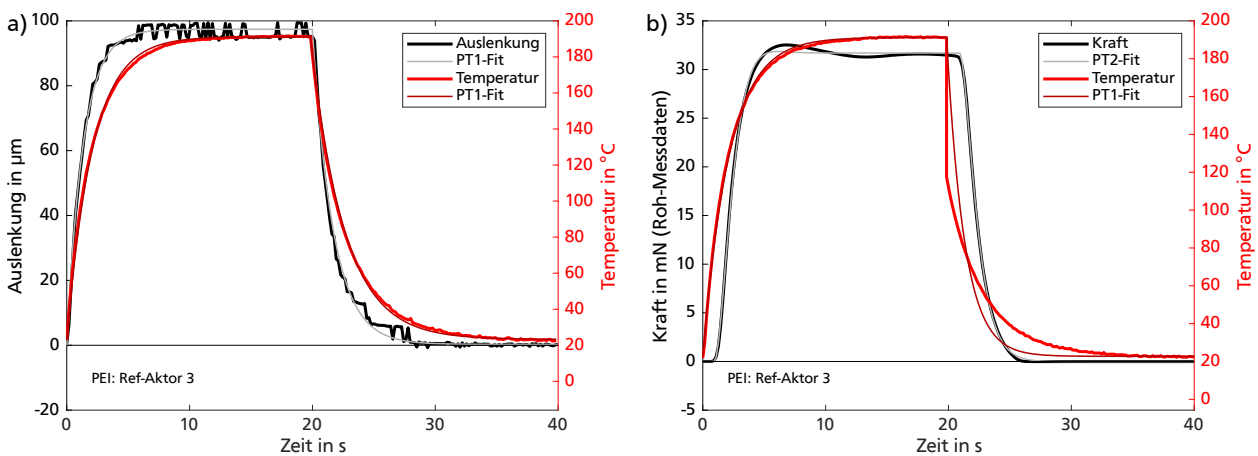 a)
Auslenkung in µm
100
80
60
40
20
0
-20
0
10
20
30
40
Zeit in s
200
180
160
140
120
100
80
60
40
20
0
Temperatur in °C
Auslenkung
PT1-Fit
Temperatur
PT1-Fit
PEI: Ref-Aktor 3
b)
Kraft in mN (Roh-Messdaten)
35
30
25
20
15
10
5
0
-5
0
10
20
30
40
Zeit in s
200
180
160
140
120
100
80
60
40
20
0
Temperatur in °C
Kraft
PT2-Fit
Temperatur
PT1-Fit
PEI: Ref-Aktor 3